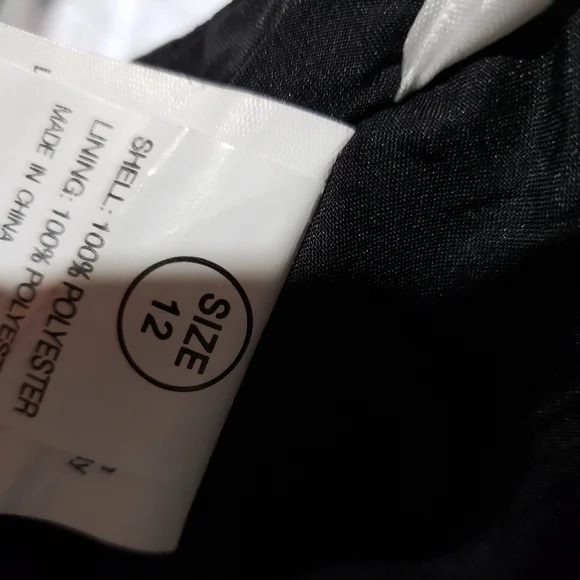 SIZE
12
SHELL: 100% POLYESTER
LINING: 100% POLYESTER
MADE IN CHINA